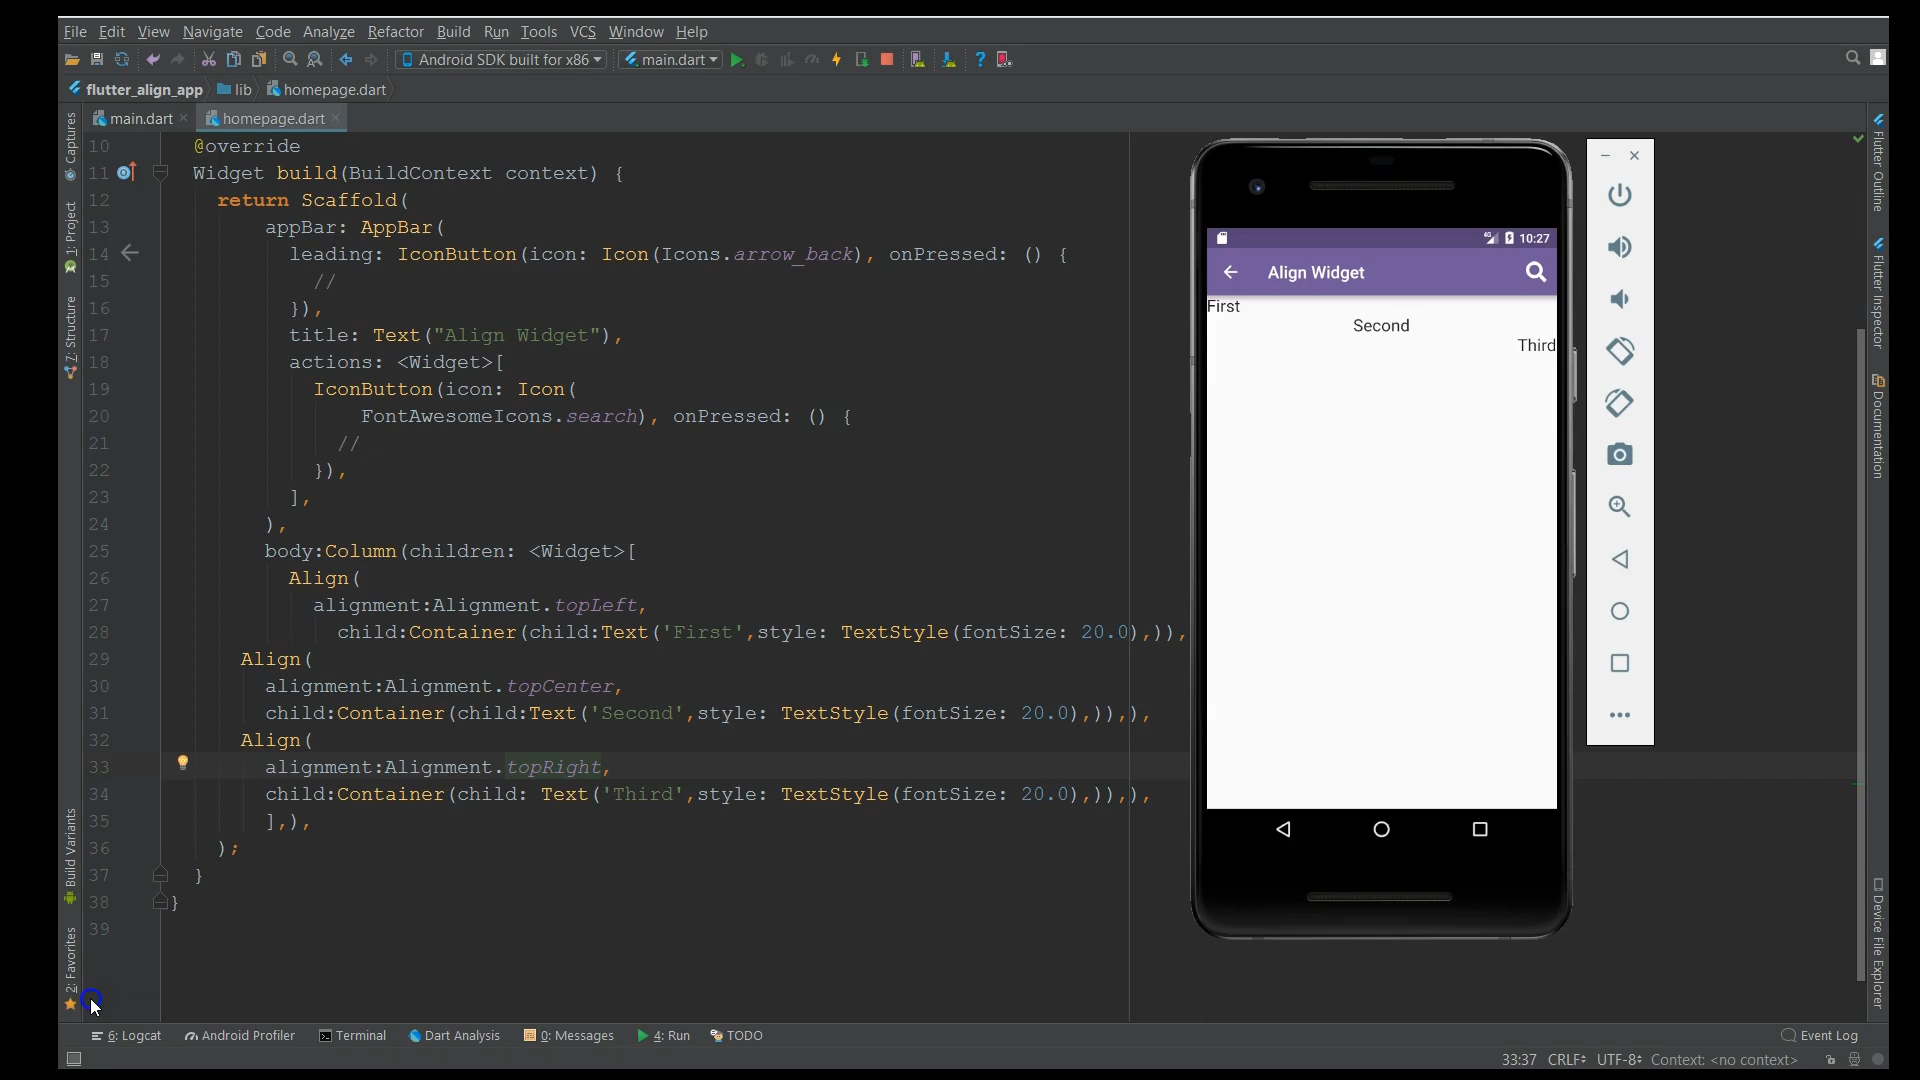 File Edit View Navigate Code Analyze Refactor Build Run Tools VCS Window Help
Android SDK built for x86 main.dart
flutter_align_app lib homepage.dart
main.dart homepage.dart
10 @override
11 Widget build(BuildContext context) {
12 return Scaffold(
13 appBar: AppBar(
14 leading: IconButton(icon: Icon(Icons.arrow_back), onPressed: () {
15 //
16 }),
17 title: Text("Align Widget"),
18 actions: <Widget>[
19 IconButton(icon: Icon(
20 FontAwesomeIcons.search), onPressed: () {
21 //
22 }),
23 ],
24 ),
25 body:Column(children: <Widget>[
26 Align(
27 alignment:Alignment.topLeft,
28 child:Container(child:Text('First',style: TextStyle(fontSize: 20.0),)),
29 Align(
30 alignment:Alignment.topCenter,
31 child:Container(child:Text('Second',style: TextStyle(fontSize: 20.0),)),),
32 Align(
33 alignment:Alignment.topRight,
34 child:Container(child: Text('Third',style: TextStyle(fontSize: 20.0),)),),
35 ],),
36 );
37 }
38 }
39
Captures
1: Project
7: Structure
Build Variants
2: Favorites
4G 10:27
Align Widget
First
Second
Third
Flutter Outline
Flutter Inspector
Documentation
Device File Explorer
6: Logcat Android Profiler Terminal Dart Analysis 0: Messages 4: Run TODO Event Log
33:37 CRLF UTF-8 Context: <no context>